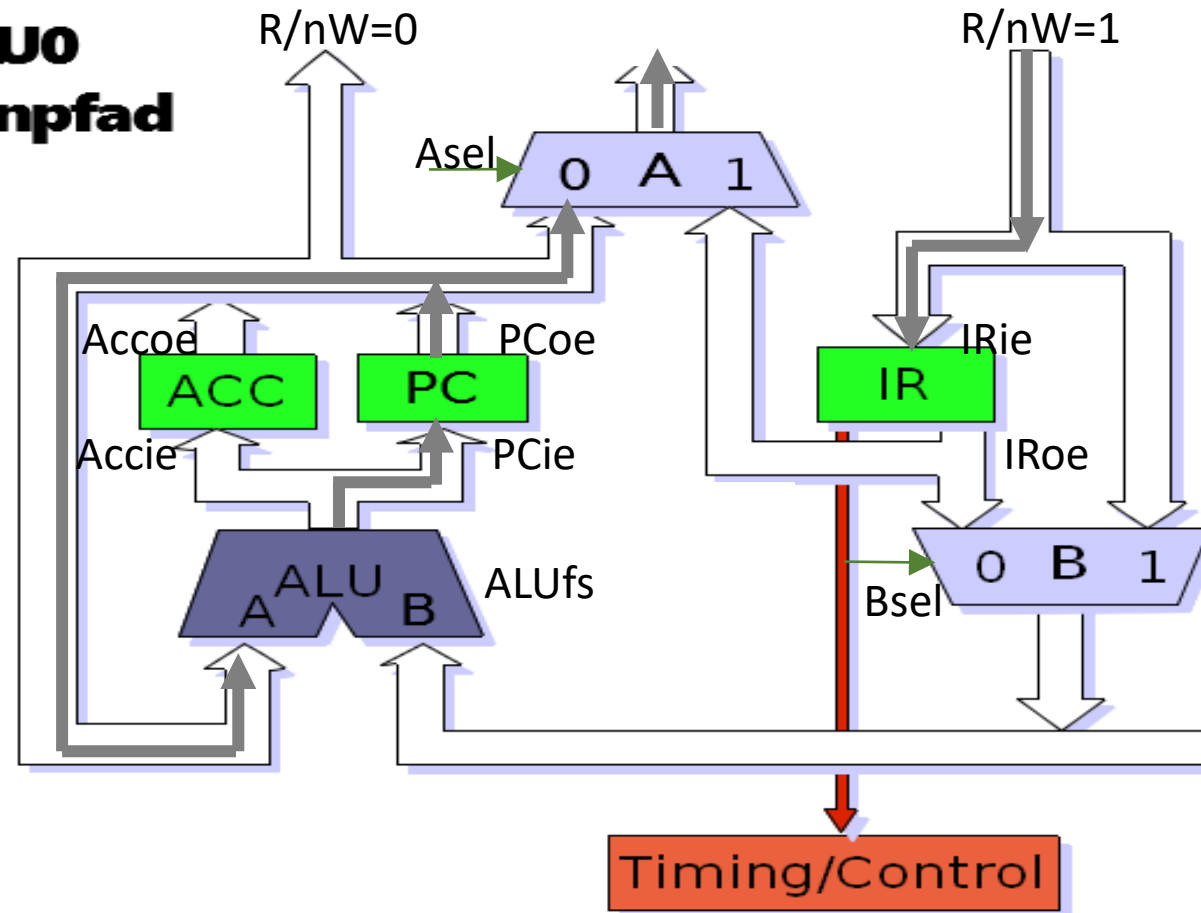 U0
npfad
R/nW=0
R/nW=1
Asel
0 A 1
Accoe
PCoe
IRie
ACC
PC
IR
Accie
PCie
IRoe
ALU
A B
ALUfs
0 B 1
Bsel
Timing/Control